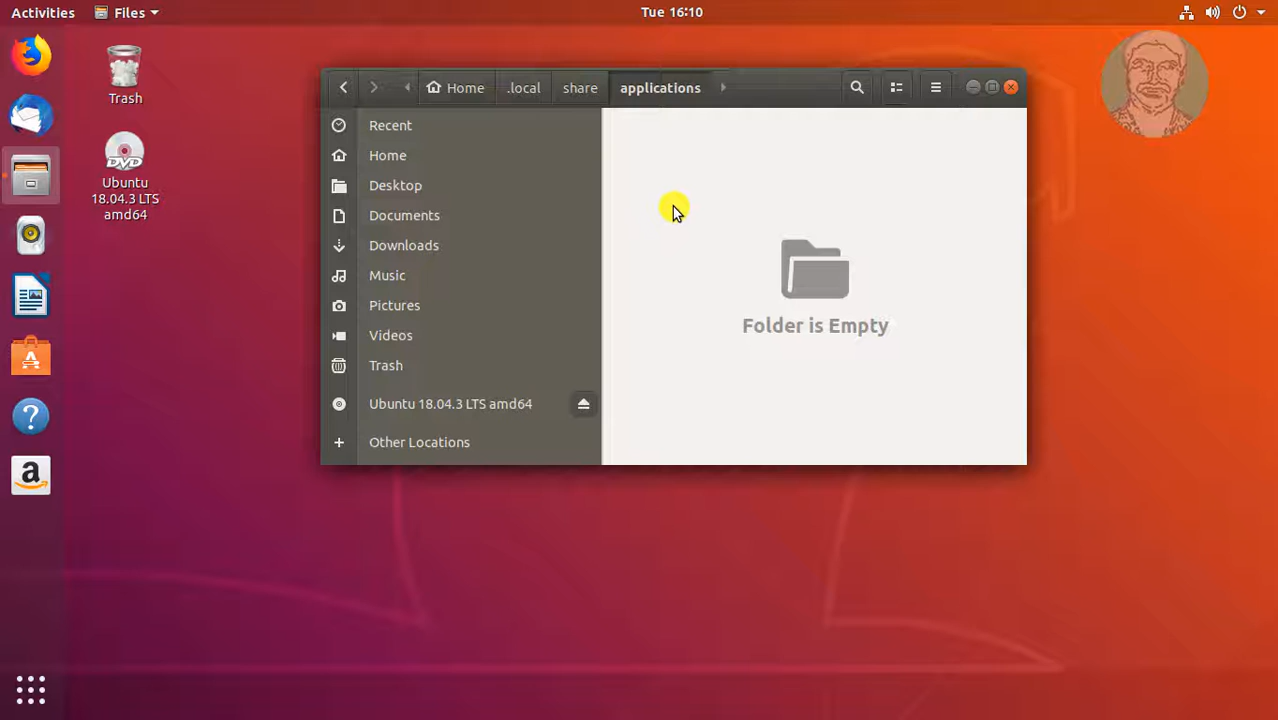 Activities Files Tue 16:10
Trash
DVD
Ubuntu
18.04.3 LTS
amd64
Home .local share applications
Recent
Home
Desktop
Documents
Downloads
Music
Pictures
Videos
Trash
Ubuntu 18.04.3 LTS amd64
Other Locations
Folder is Empty
A
?
a